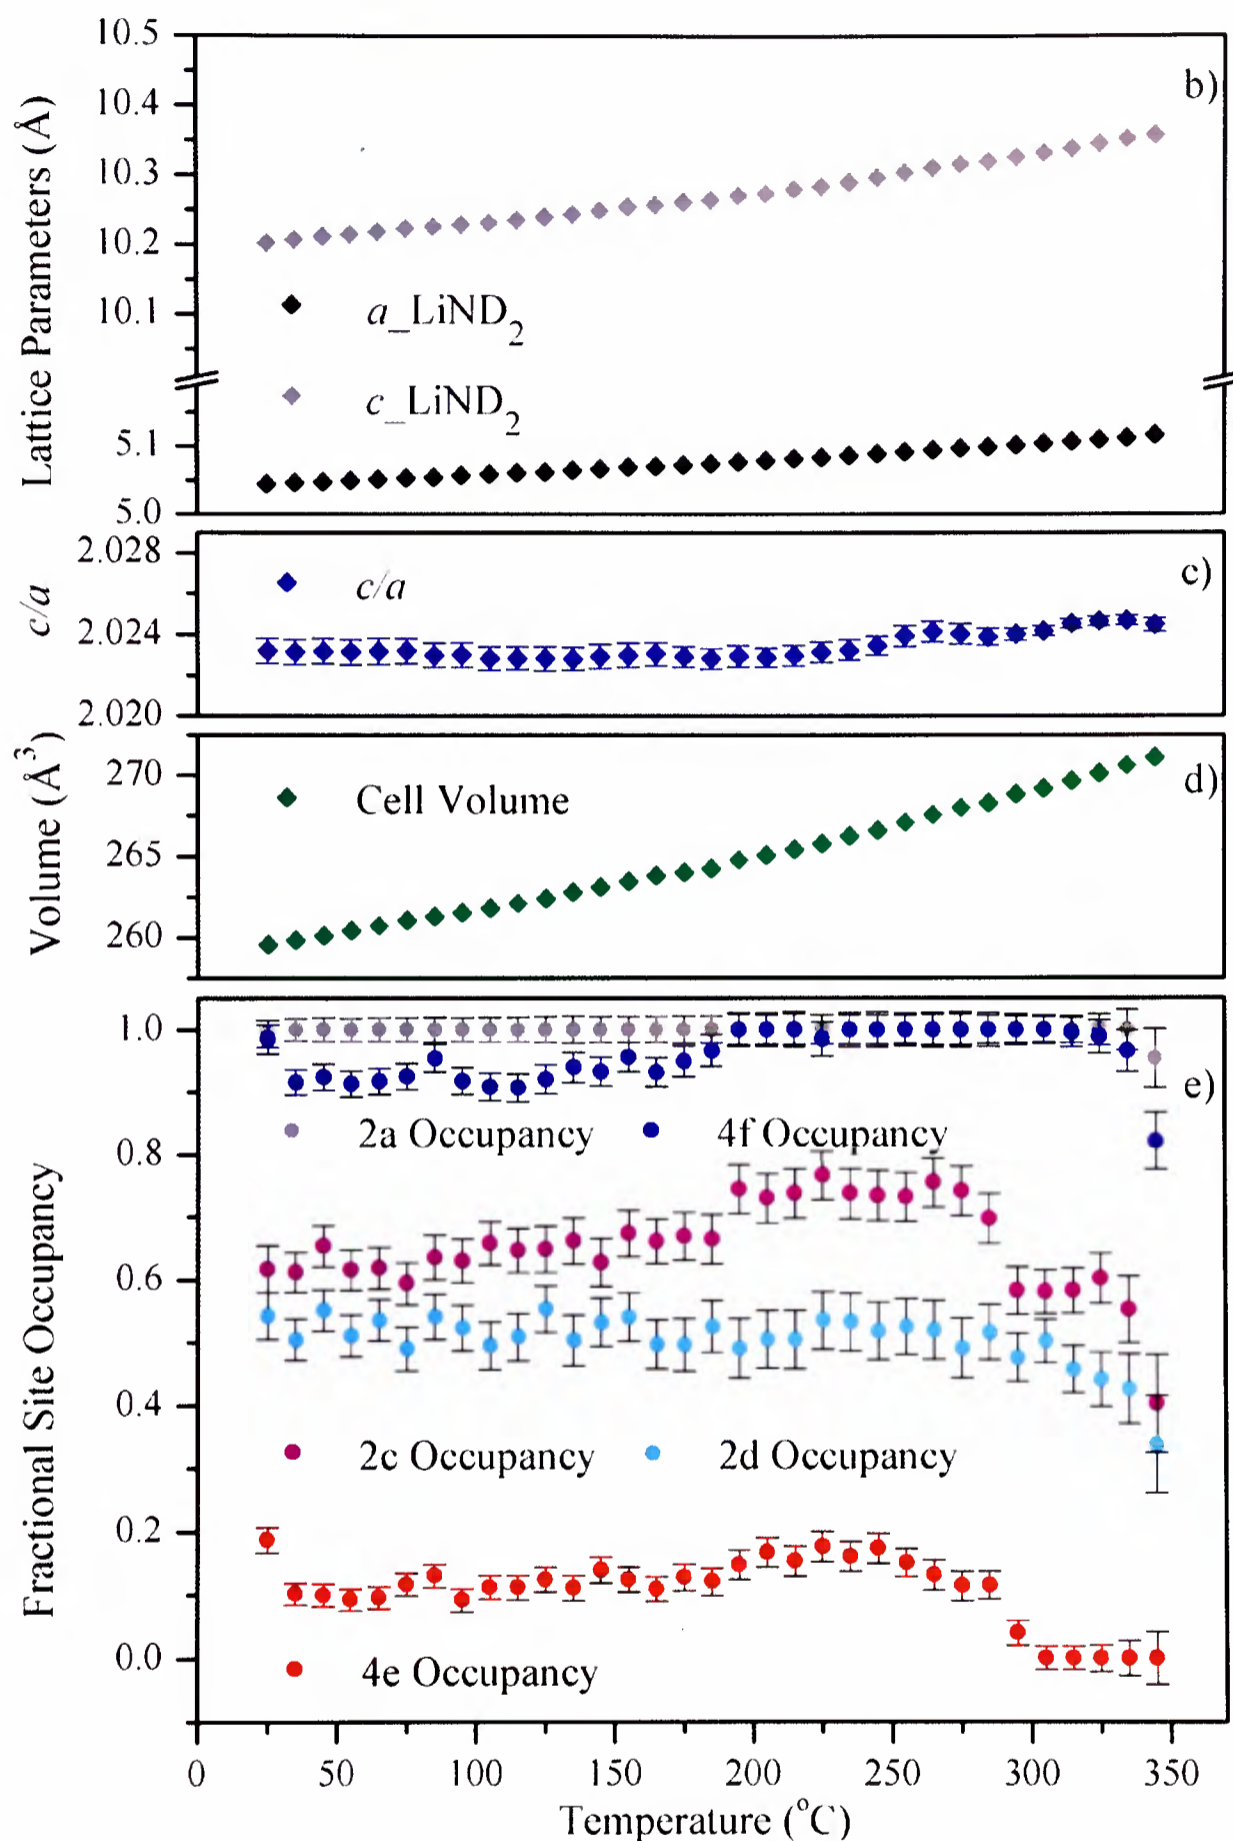 10.5
b)
10.4
10.3
10.2
10.1
Lattice Parameters (Å)
a_LiND2
c_LiND2
5.1
5.0
2.028
c)
c/a
c/a
2.024
2.020
Volume (Å3)
270
d)
Cell Volume
265
260
1.0
e)
2a Occupancy
4f Occupancy
0.8
Fractional Site Occupancy
0.6
0.4
2c Occupancy
2d Occupancy
0.2
0.0
4e Occupancy
0
50
100
150
200
250
300
350
Temperature (°C)